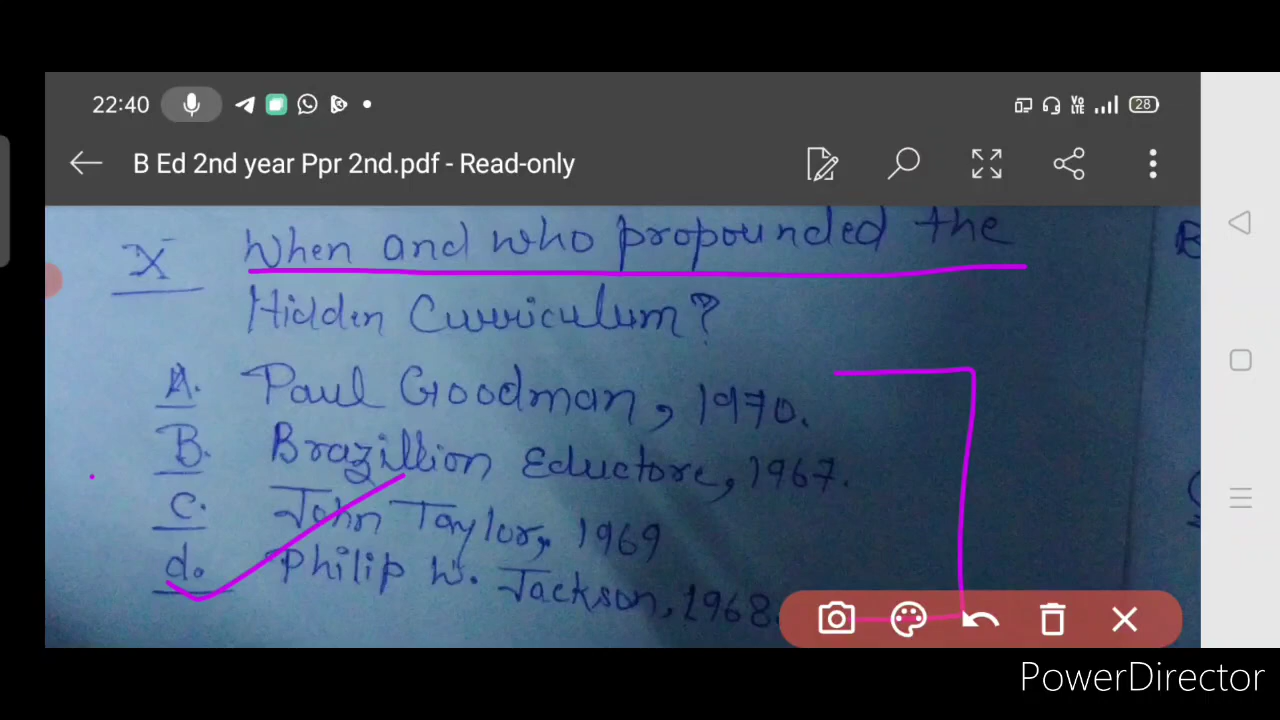 22:40
28
B Ed 2nd year Ppr 2nd.pdf - Read-only
X When and who propounded the
Hidden Curriculum?
A. Paul Goodman, 1970.
B. Brazillion Eductore, 1967.
C. John Taylor, 1969
d. Philip W. Jackson, 1968.
PowerDirector